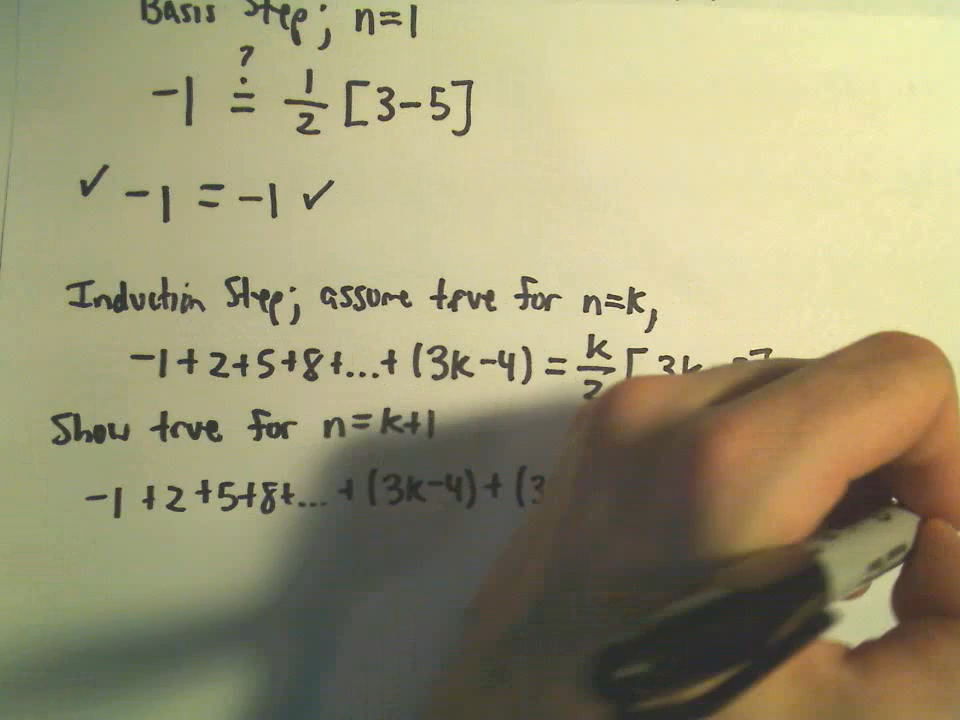 Basis Step; n=1
?
-1 = 1/2 [3-5]
✓ -1 = -1 ✓
Induction Step; assume true for n=k,
-1+2+5+8+...+(3k-4) = k/2 [3k
Show true for n=k+1
-1+2+5+8+...+(3k-4)+(3